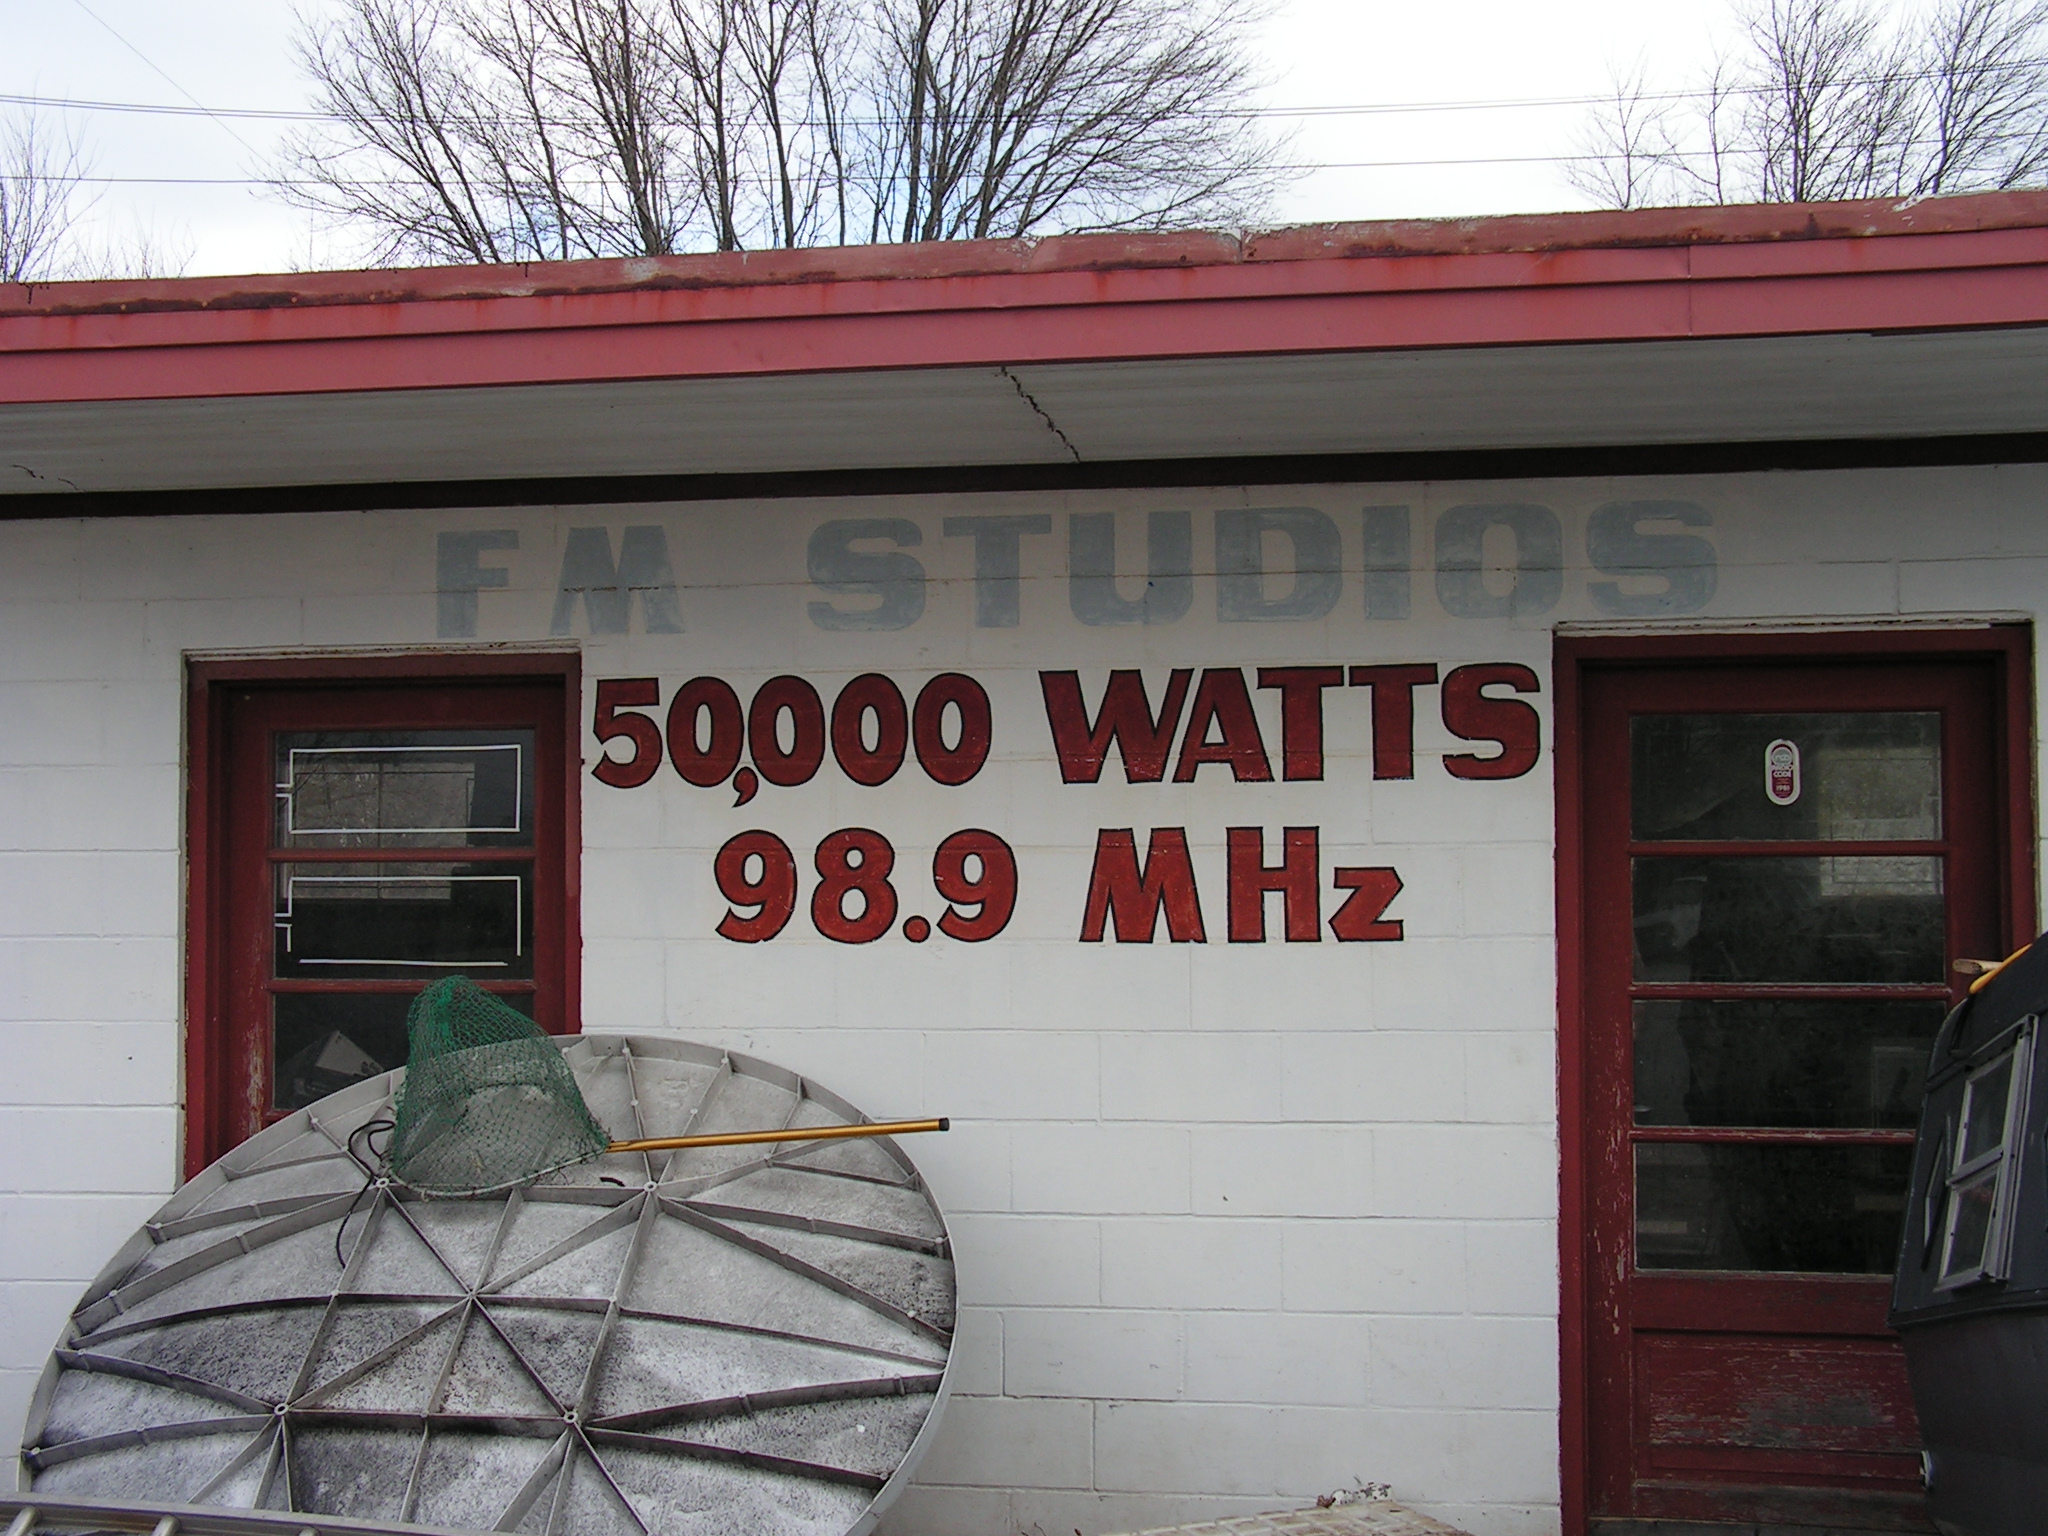 FM STUDIOS
50,000 WATTS
98.9 MHz